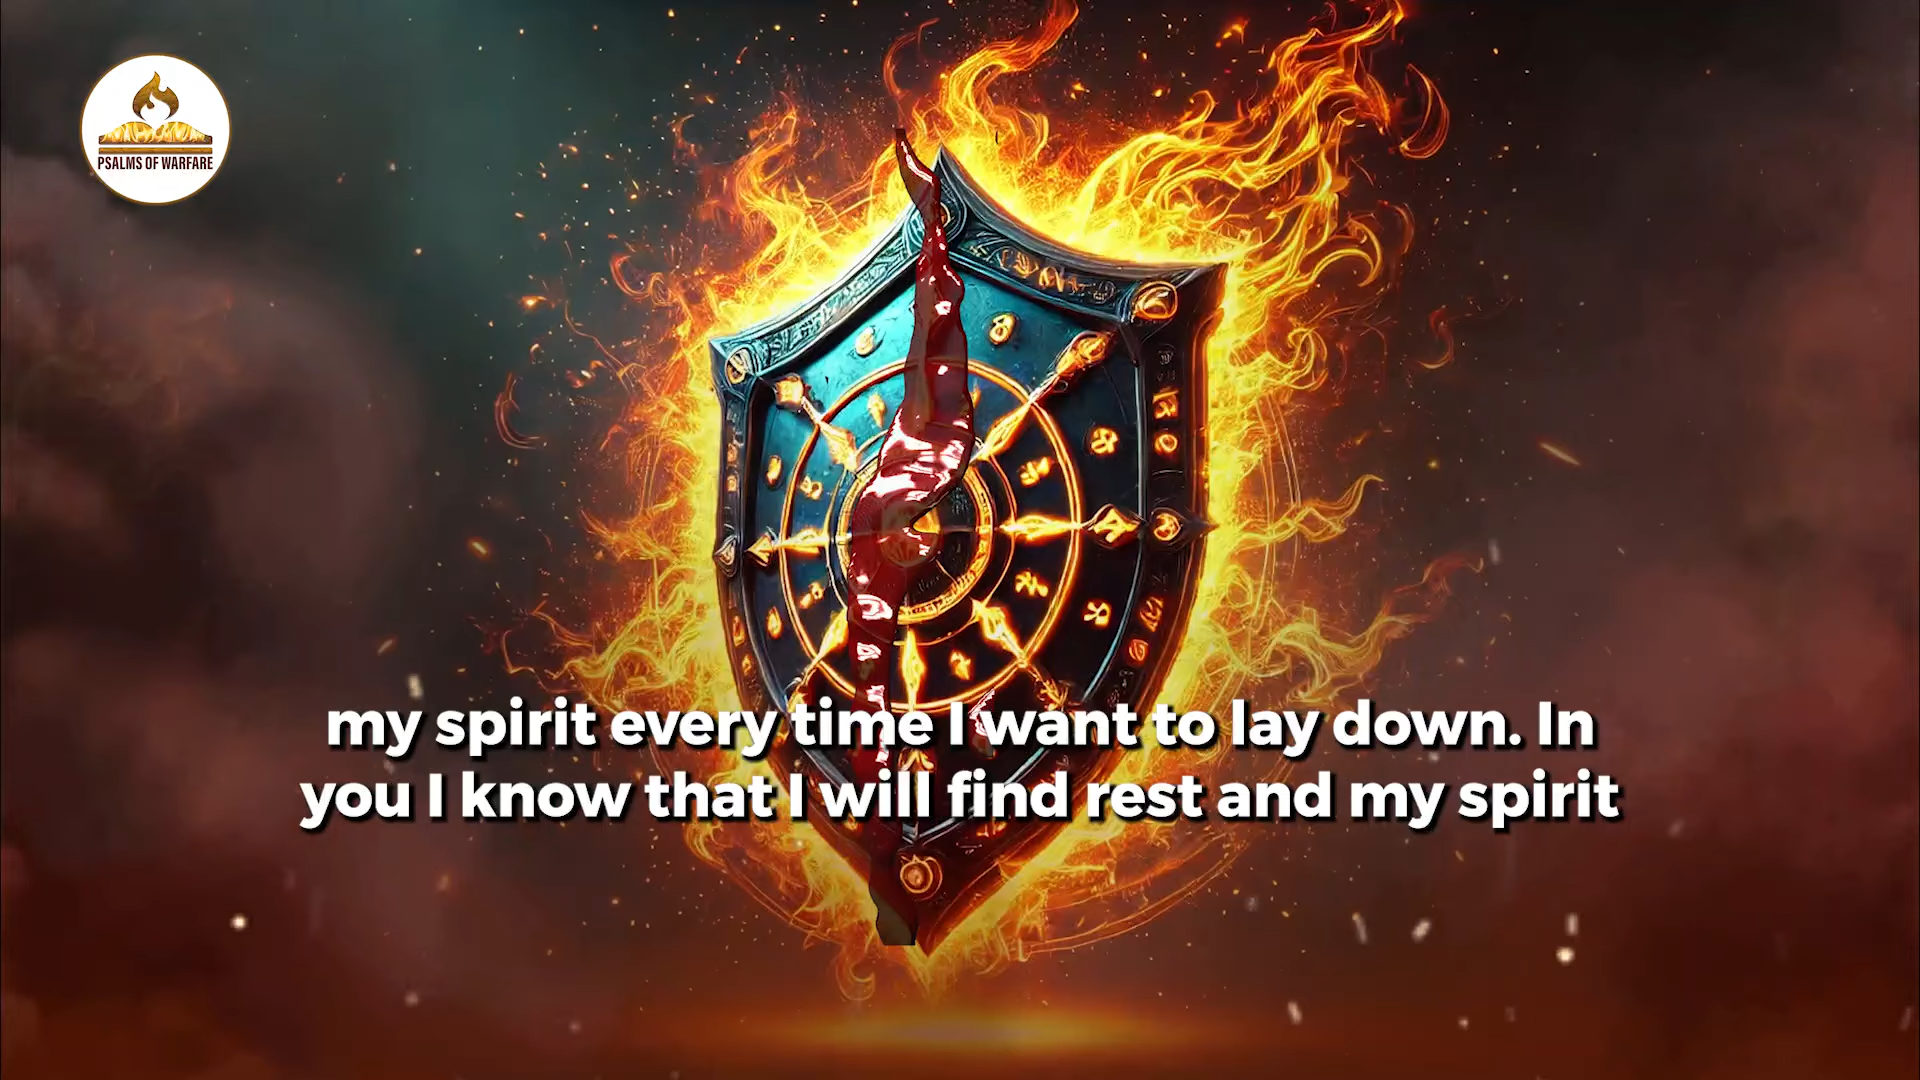 PSALMS OF WARFARE
my spirit every time I want to lay down. In
you I know that I will find rest and my spirit